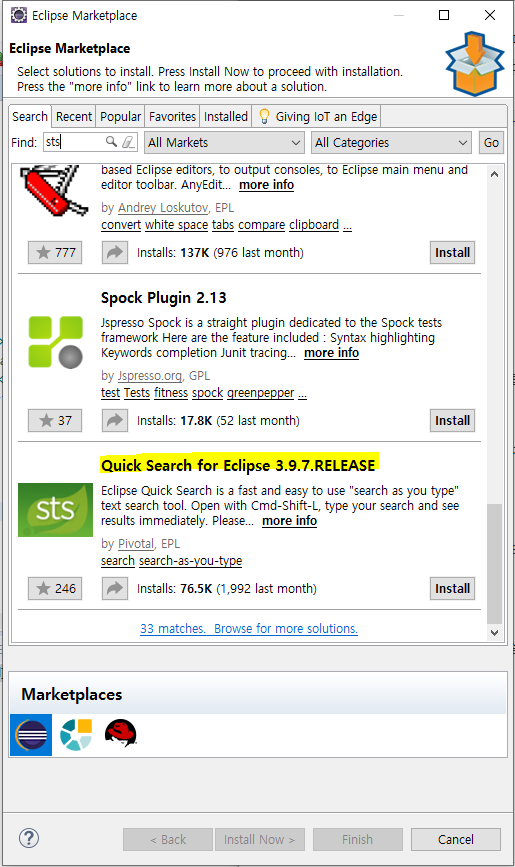 Eclipse Marketplace
Eclipse Marketplace
Select solutions to install. Press Install Now to proceed with installation.
Press the "more info" link to learn more about a solution.
Search Recent Popular Favorites Installed Giving IoT an Edge
Find: sts All Markets All Categories Go
based Eclipse editors, to output consoles, to Eclipse main menu and
editor toolbar. AnyEdit... more info
by Andrey Loskutov, EPL
convert white space tabs compare clipboard ...
777 Installs: 137K (976 last month) Install
Spock Plugin 2.13
Jspresso Spock is a straight plugin dedicated to the Spock tests
framework Here are the feature included : Syntax highlighting
Keywords completion Junit tracing... more info
by Jspresso.org, GPL
test Tests fitness spock greenpepper ...
37 Installs: 17.8K (52 last month) Install
Quick Search for Eclipse 3.9.7.RELEASE
sts
Eclipse Quick Search is a fast and easy to use "search as you type"
text search tool. Open with Cmd-Shift-L, type your search and see
results immediately. Please... more info
by Pivotal, EPL
search search-as-you-type
246 Installs: 76.5K (1,992 last month) Install
33 matches. Browse for more solutions.
Marketplaces
? < Back Install Now > Finish Cancel